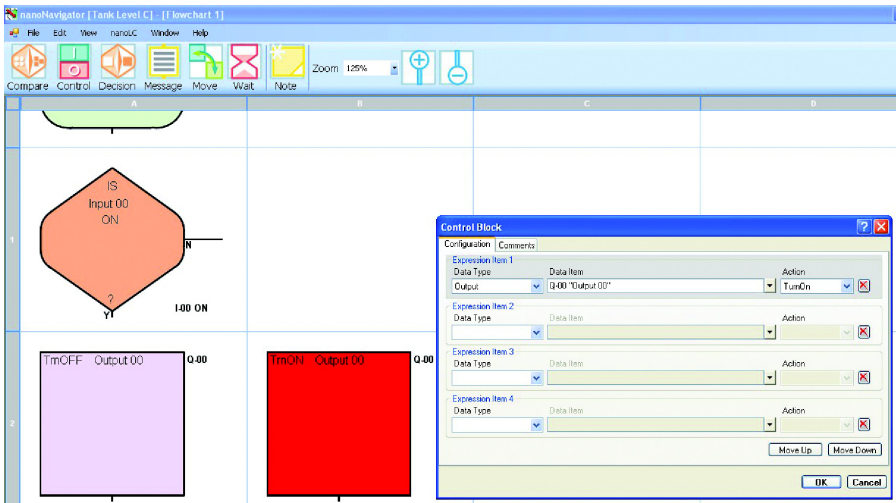 nanoNavigator [Tank Level C] - [Flowchart 1]
File Edit View nanoLC Window Help
Compare Control Decision Message Move Wait Note Zoom 125%
A B C D
1
IS
Input 00
ON
N
?
Y
I-00 ON
2
TrnOFF Output 00 Q-00
TrnON Output 00 Q-00
Control Block
Configuration Comments
Expression Item 1
Data Type Data Item Action
Output Q-00 "Output 00" TurnOn
Expression Item 2
Data Type Data Item Action
Expression Item 3
Data Type Data Item Action
Expression Item 4
Data Type Data Item Action
Move Up Move Down
OK Cancel